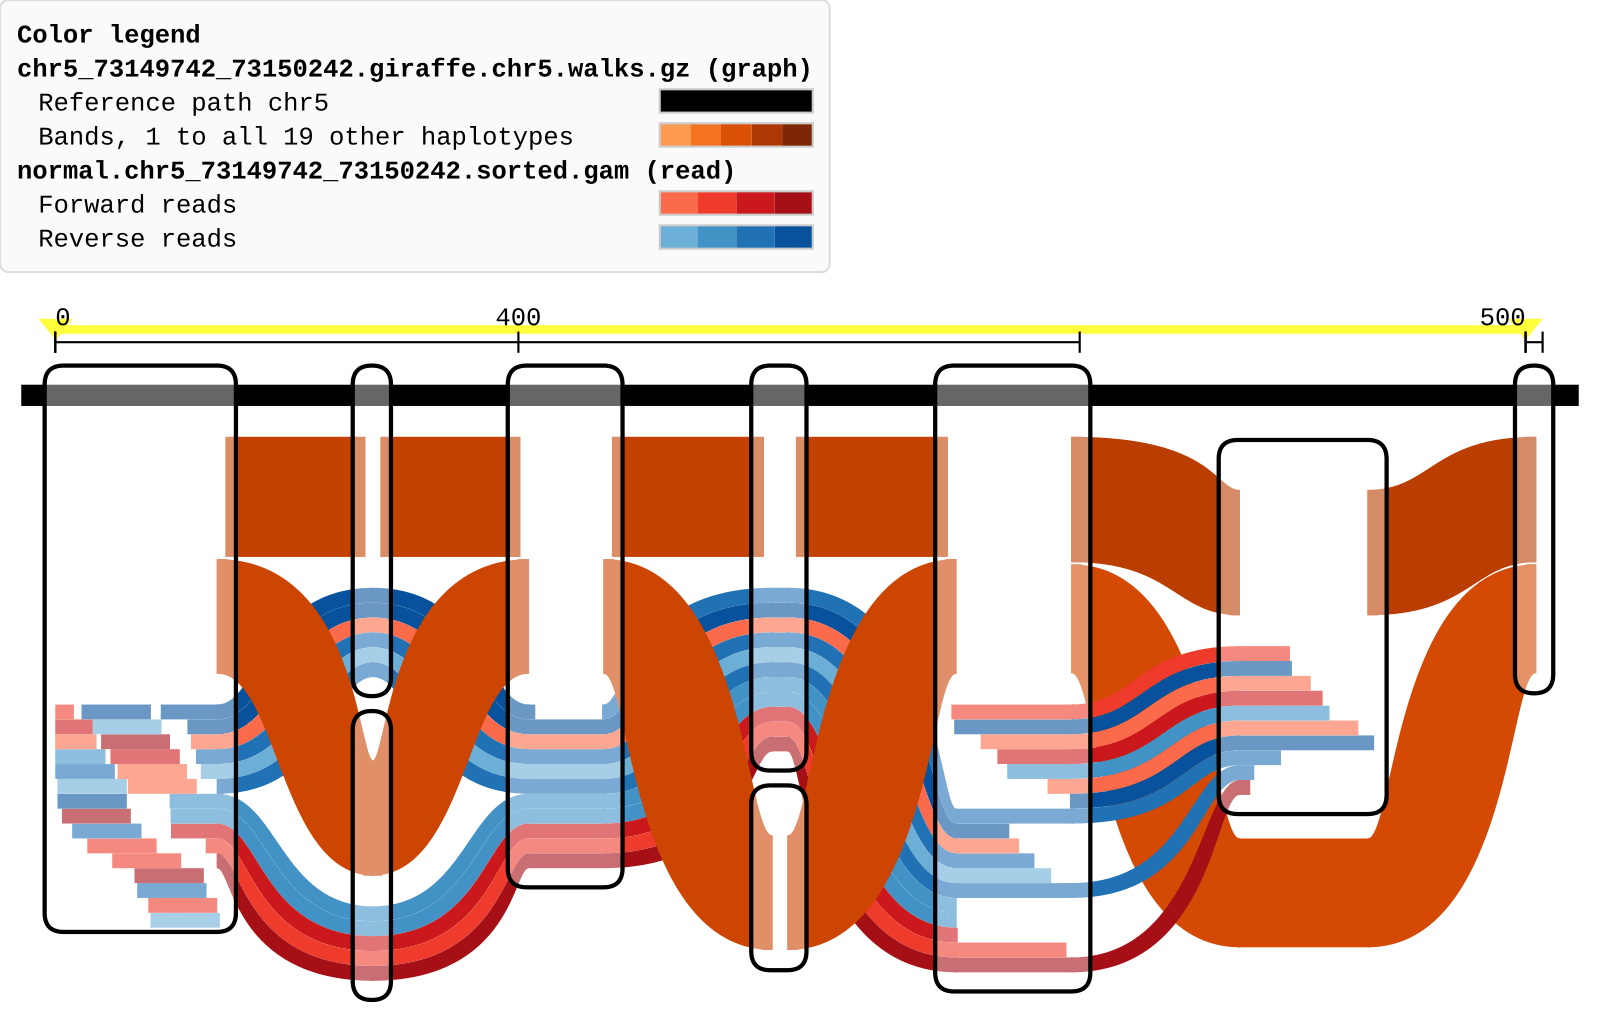 Color legend
chr5_73149742_73150242.giraffe.chr5.walks.gz (graph)
Reference path chr5
Bands, 1 to all 19 other haplotypes
normal.chr5_73149742_73150242.sorted.gam (read)
Forward reads
Reverse reads
0 400 500